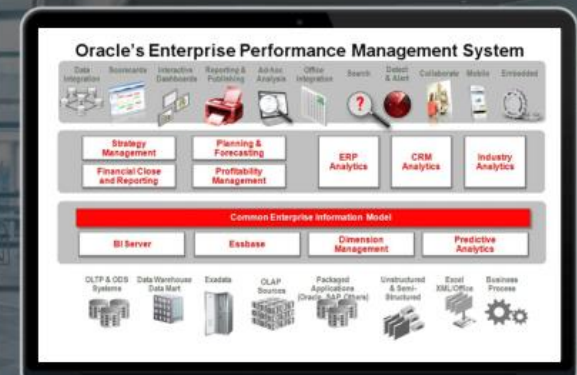 Oracle's Enterprise Performance Management System
Data
Integration
Scorecards
Interactive
Dashboards
Reporting &
Publishing
Ad-hoc
Analysis
Office
Integration
Search
Detect
& Alert
Collaborate
Mobile
Embedded
Strategy
Management
Planning &
Forecasting
Financial Close
and Reporting
Profitability
Management
ERP
Analytics
CRM
Analytics
Industry
Analytics
Common Enterprise Information Model
BI Server
Essbase
Dimension
Management
Predictive
Analytics
OLTP & ODS
Systems
Data Warehouse
Data Mart
Exadata
OLAP
Sources
Packaged
Applications
(Oracle, SAP, Others)
Unstructured
& Semi-
Structured
Excel
XML/Office
Business
Process